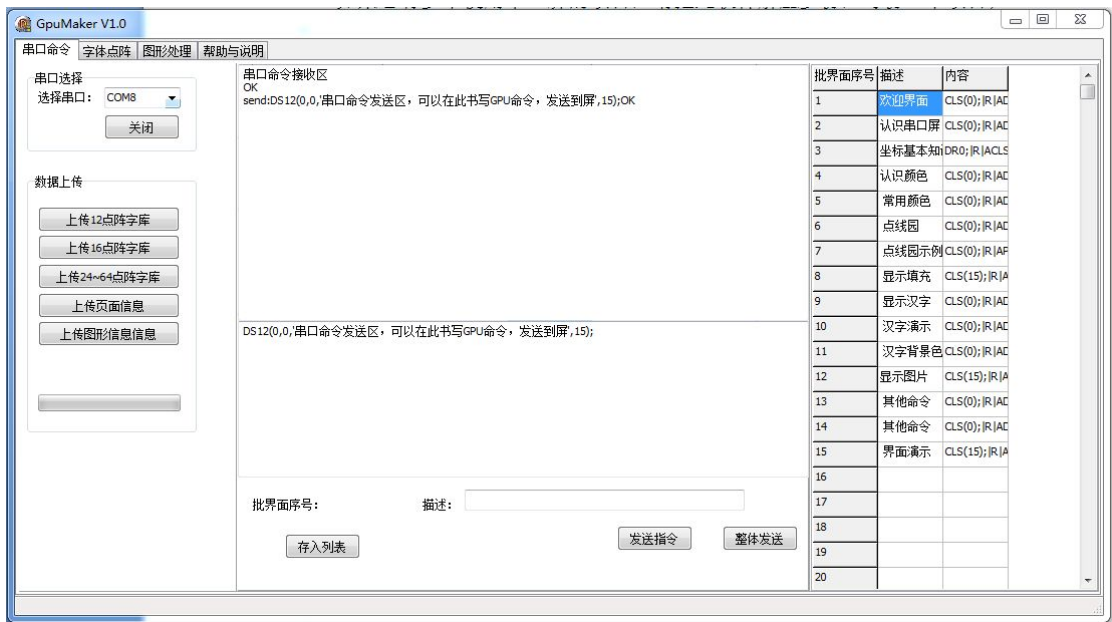 GpuMaker V1.0
串口命令 字体点阵 图形处理 帮助与说明
串口选择
选择串口: COM8
关闭
数据上传
上传12点阵字库
上传16点阵字库
上传24~64点阵字库
上传页面信息
上传图形信息信息
串口命令接收区
OK
send:DS12(0,0,'串口命令发送区，可以在此书写GPU命令，发送到屏',15);OK
DS12(0,0,'串口命令发送区，可以在此书写GPU命令，发送到屏',15);
批界面序号: 描述:
存入列表 发送指令 整体发送
批界面序号 描述 内容
1 欢迎界面 CLS(0);|R|AD
2 认识串口屏 CLS(0);|R|AD
3 坐标基本知 DR0;|R|ACLS
4 认识颜色 CLS(0);|R|AD
5 常用颜色 CLS(0);|R|AD
6 点线园 CLS(0);|R|AD
7 点线园示例 CLS(0);|R|AP
8 显示填充 CLS(15);|R|A
9 显示汉字 CLS(0);|R|AD
10 汉字演示 CLS(0);|R|AD
11 汉字背景色 CLS(0);|R|AD
12 显示图片 CLS(15);|R|A
13 其他命令 CLS(0);|R|AD
14 其他命令 CLS(0);|R|AD
15 界面演示 CLS(15);|R|A
16
17
18
19
20